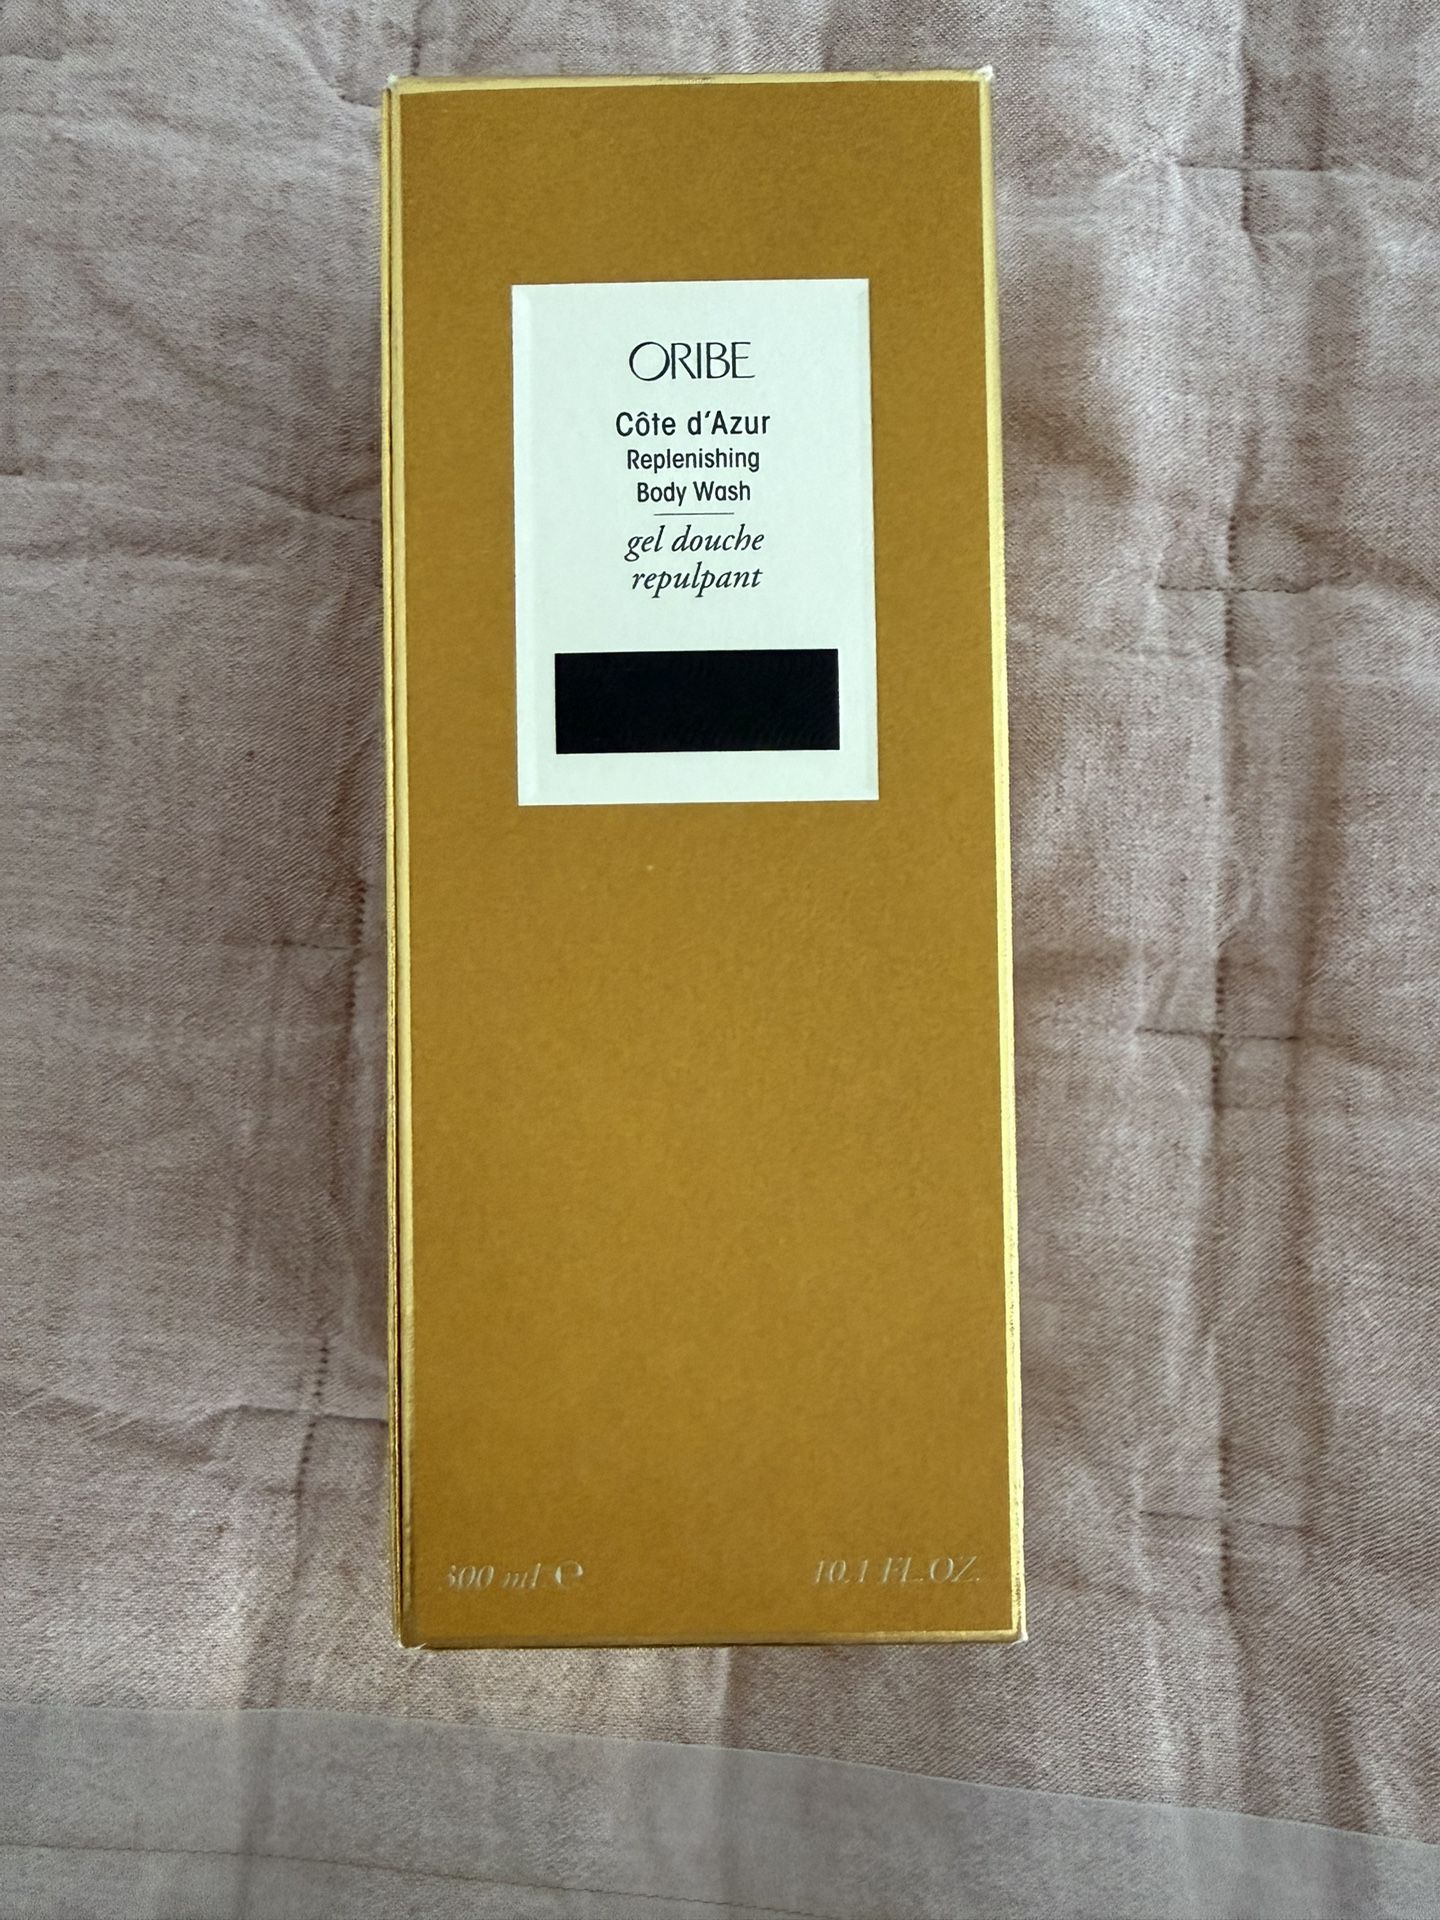 ORIBE
Côte d'Azur
Replenishing
Body Wash
gel douche
repulpant
300 ml ℮
10.1 FL.OZ.